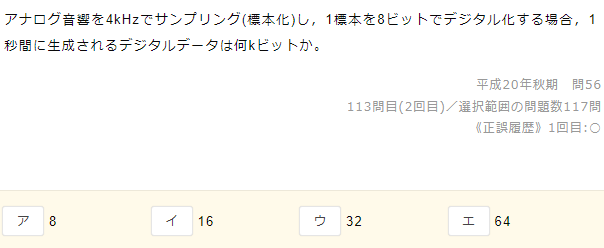 アナログ音響を4kHzでサンプリング(標本化)し，1標本を8ビットでデジタル化する場合，1
秒間に生成されるデジタルデータは何kビットか。
平成20年秋期　問56
113問目(2回目)／選択範囲の問題数117問
《正誤履歴》1回目:○
ア 8 イ 16 ウ 32 エ 64